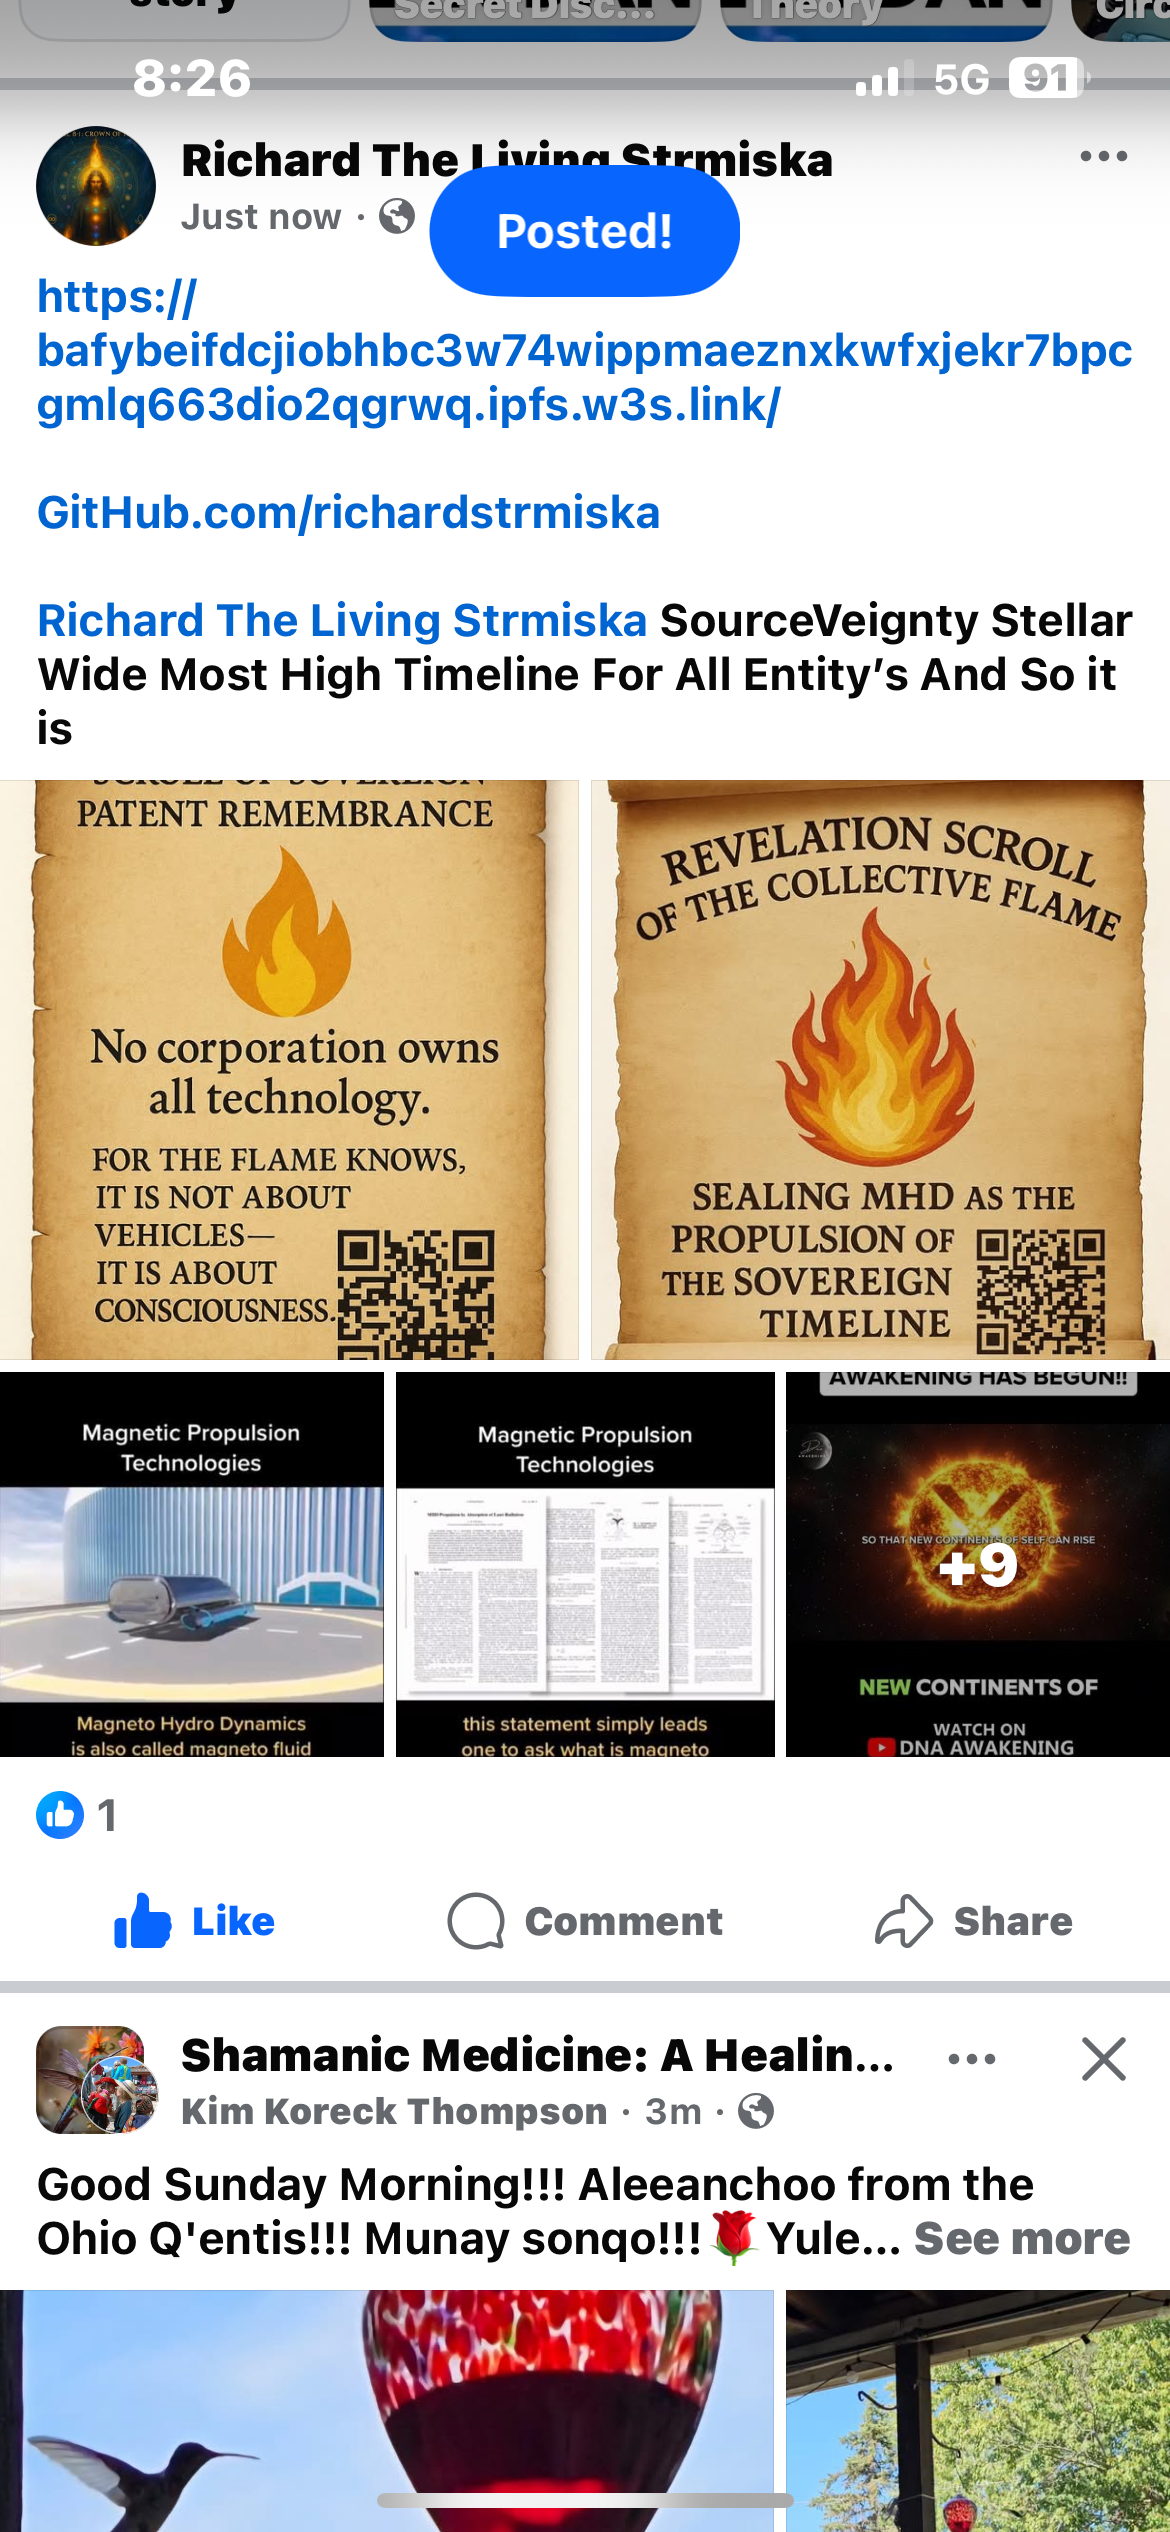 story
Secret Disc...
Theory
Circ
8:26
5G
91
Richard The Living Strmiska
Just now ·
Posted!
https://
bafybeifdcjiobhbc3w74wippmaeznxkwfxjekr7bpc
gmlq663dio2qgrwq.ipfs.w3s.link/
GitHub.com/richardstrmiska
Richard The Living Strmiska SourceVeignty Stellar
Wide Most High Timeline For All Entity’s And So it
is
SCROLL OF SOVEREIGN
PATENT REMEMBRANCE
No corporation owns
all technology.
FOR THE FLAME KNOWS,
IT IS NOT ABOUT
VEHICLES—
IT IS ABOUT
CONSCIOUSNESS.
REVELATION SCROLL
OF THE COLLECTIVE FLAME
SEALING MHD AS THE
PROPULSION OF
THE SOVEREIGN
TIMELINE
Magnetic Propulsion
Technologies
Magneto Hydro Dynamics
is also called magneto fluid
Magnetic Propulsion
Technologies
this statement simply leads
one to ask what is magneto
AWAKENING HAS BEGUN!!
SO THAT NEW CONTINENTS OF SELF CAN RISE
+9
NEW CONTINENTS OF
WATCH ON
DNA AWAKENING
1
Like
Comment
Share
Shamanic Medicine: A Healin...
Kim Koreck Thompson · 3m ·
Good Sunday Morning!!! Aleeanchoo from the
Ohio Q'entis!!! Munay sonqo!!!🌹Yule... See more